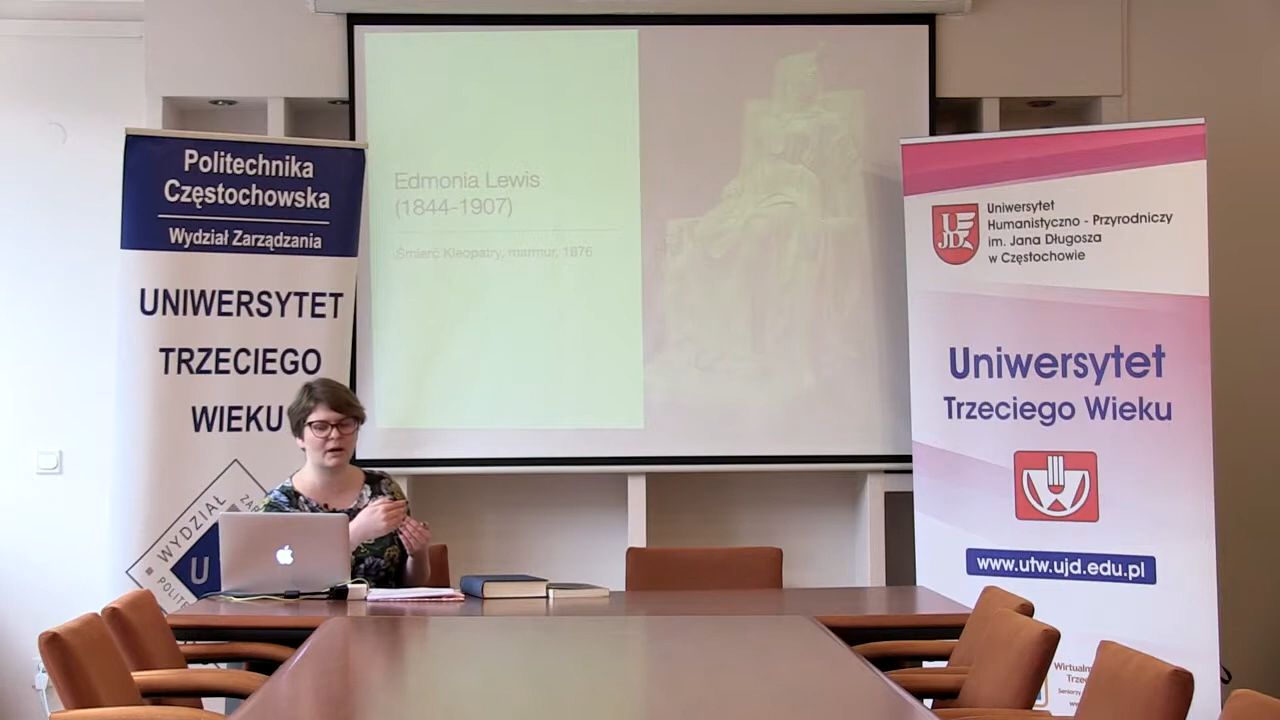 Politechnika
Częstochowska
Wydział Zarządzania
UNIWERSYTET
TRZECIEGO
WIEKU
WYDZIAŁ
U
Edmonia Lewis
(1844-1907)
Śmierć Kleopatry, marmur, 1876
UJD
Uniwersytet
Humanistyczno - Przyrodniczy
im. Jana Długosza
w Częstochowie
Uniwersytet
Trzeciego Wieku
www.utw.ujd.edu.pl